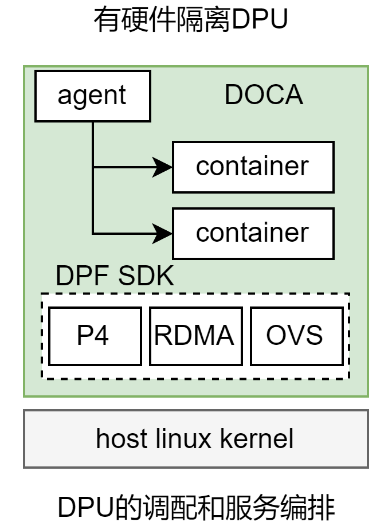 有硬件隔离DPU
agent
DOCA
container
container
DPF SDK
P4
RDMA
OVS
host linux kernel
DPU的调配和服务编排